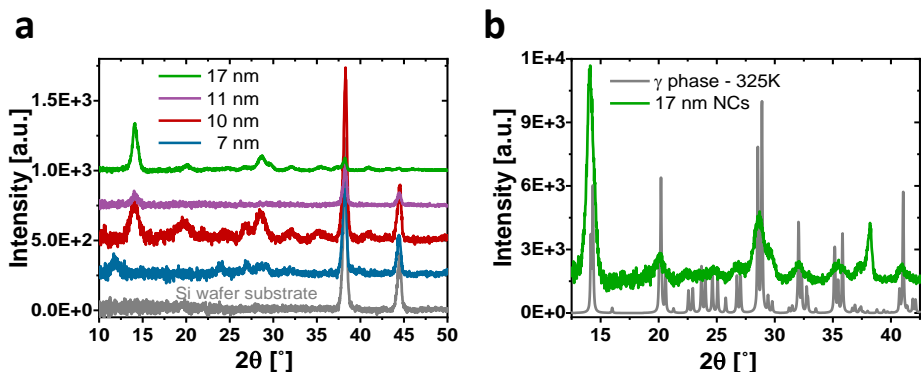 a
Intensity [a.u.]
1.5E+3
1.0E+3
5.0E+2
0.0E+0
17 nm
11 nm
10 nm
7 nm
Si wafer substrate
10 15 20 25 30 35 40 45 50
2θ [°]
b
Intensity [a.u.]
1E+4
9E+3
6E+3
3E+3
0E+0
γ phase - 325K
17 nm NCs
15 20 25 30 35 40
2θ [°]